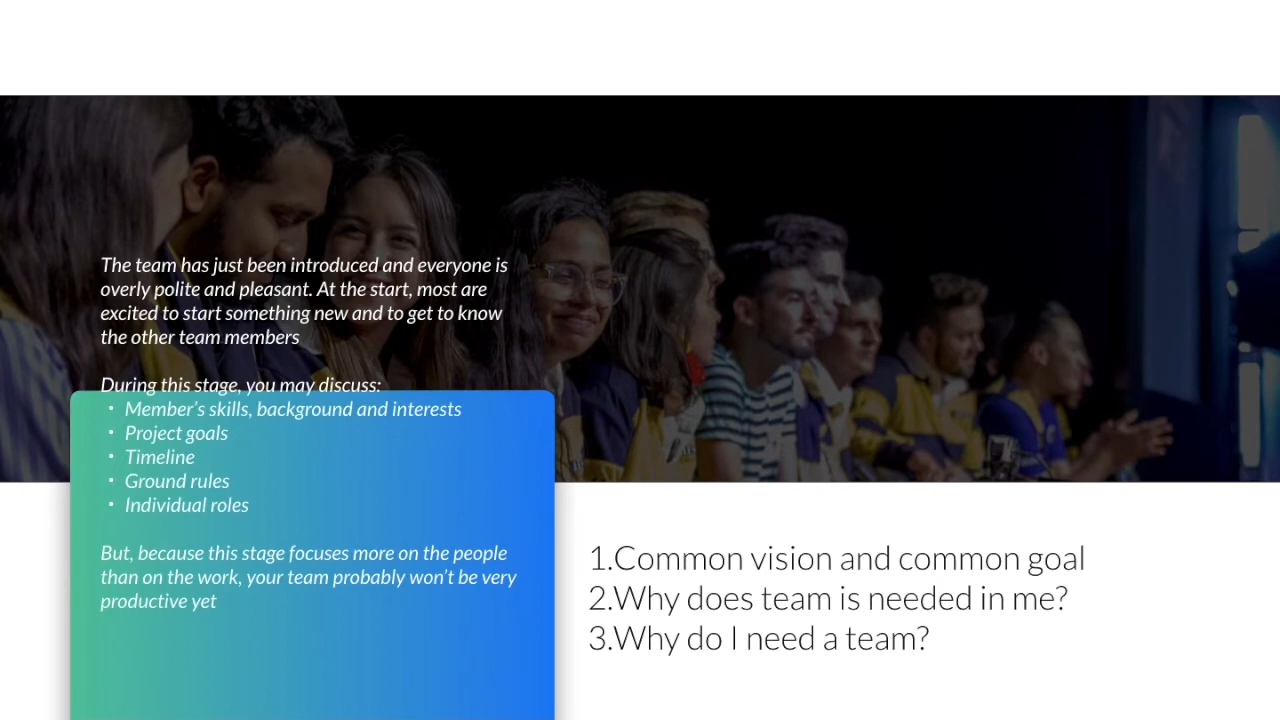 The team has just been introduced and everyone is
overly polite and pleasant. At the start, most are
excited to start something new and to get to know
the other team members
During this stage, you may discuss:
• Member’s skills, background and interests
• Project goals
• Timeline
• Ground rules
• Individual roles
But, because this stage focuses more on the people
than on the work, your team probably won’t be very
productive yet
1.Common vision and common goal
2.Why does team is needed in me?
3.Why do I need a team?